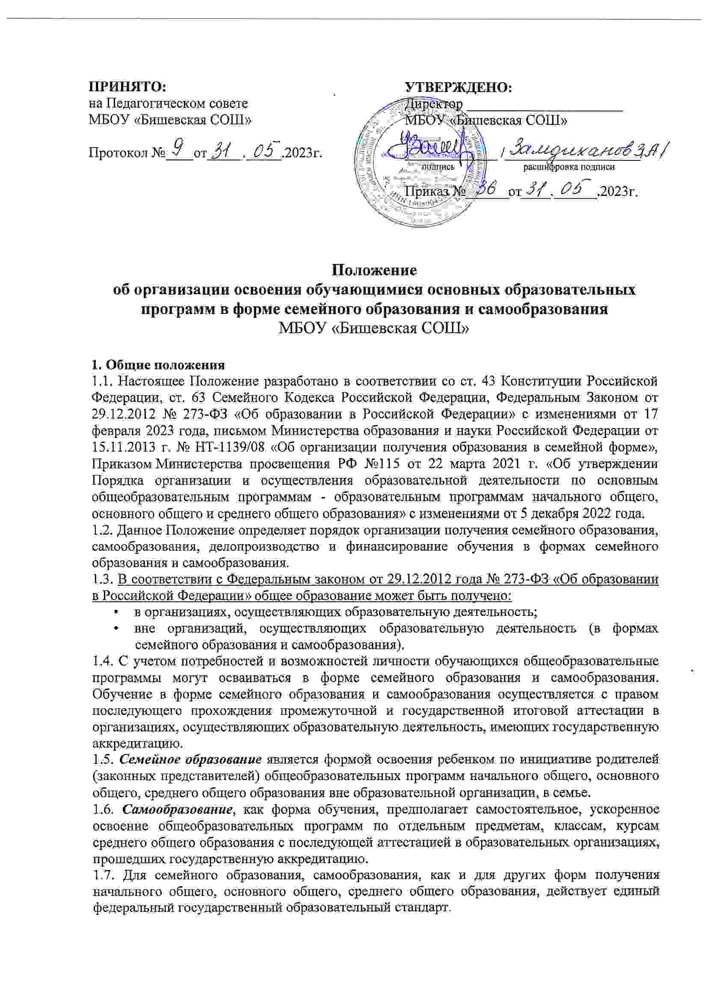 ПРИНЯТО:
на Педагогическом совете
МБОУ «Бишевская СОШ»
Протокол № 9 от 31 . 05 .2023г.
УТВЕРЖДЕНО:
Директор
МБОУ «Бишевская СОШ»
подпись
расшифровка подписи
Приказ № 36 от 31 . 05 .2023г.
Положение
об организации освоения обучающимися основных образовательных
программ в форме семейного образования и самообразования
МБОУ «Бишевская СОШ»
1. Общие положения
1.1. Настоящее Положение разработано в соответствии со ст. 43 Конституции Российской
Федерации, ст. 63 Семейного Кодекса Российской Федерации, Федеральным Законом от
29.12.2012 № 273-ФЗ «Об образовании в Российской Федерации» с изменениями от 17
февраля 2023 года, письмом Министерства образования и науки Российской Федерации от
15.11.2013 г. № НТ-1139/08 «Об организации получения образования в семейной форме»,
Приказом Министерства просвещения РФ №115 от 22 марта 2021 г. «Об утверждении
Порядка организации и осуществления образовательной деятельности по основным
общеобразовательным программам - образовательным программам начального общего,
основного общего и среднего общего образования» с изменениями от 5 декабря 2022 года.
1.2. Данное Положение определяет порядок организации получения семейного образования,
самообразования, делопроизводство и финансирование обучения в формах семейного
образования и самообразования.
1.3. В соответствии с Федеральным законом от 29.12.2012 года № 273-ФЗ «Об образовании
в Российской Федерации» общее образование может быть получено:
• в организациях, осуществляющих образовательную деятельность;
• вне организаций, осуществляющих образовательную деятельность (в формах
семейного образования и самообразования).
1.4. С учетом потребностей и возможностей личности обучающихся общеобразовательные
программы могут осваиваться в форме семейного образования и самообразования.
Обучение в форме семейного образования и самообразования осуществляется с правом
последующего прохождения промежуточной и государственной итоговой аттестации в
организациях, осуществляющих образовательную деятельность, имеющих государственную
аккредитацию.
1.5. Семейное образование является формой освоения ребенком по инициативе родителей
(законных представителей) общеобразовательных программ начального общего, основного
общего, среднего общего образования вне образовательной организации, в семье.
1.6. Самообразование, как форма обучения, предполагает самостоятельное, ускоренное
освоение общеобразовательных программ по отдельным предметам, классам, курсам
среднего общего образования с последующей аттестацией в образовательных организациях,
прошедших государственную аккредитацию.
1.7. Для семейного образования, самообразования, как и для других форм получения
начального общего, основного общего, среднего общего образования, действует единый
федеральный государственный образовательный стандарт.